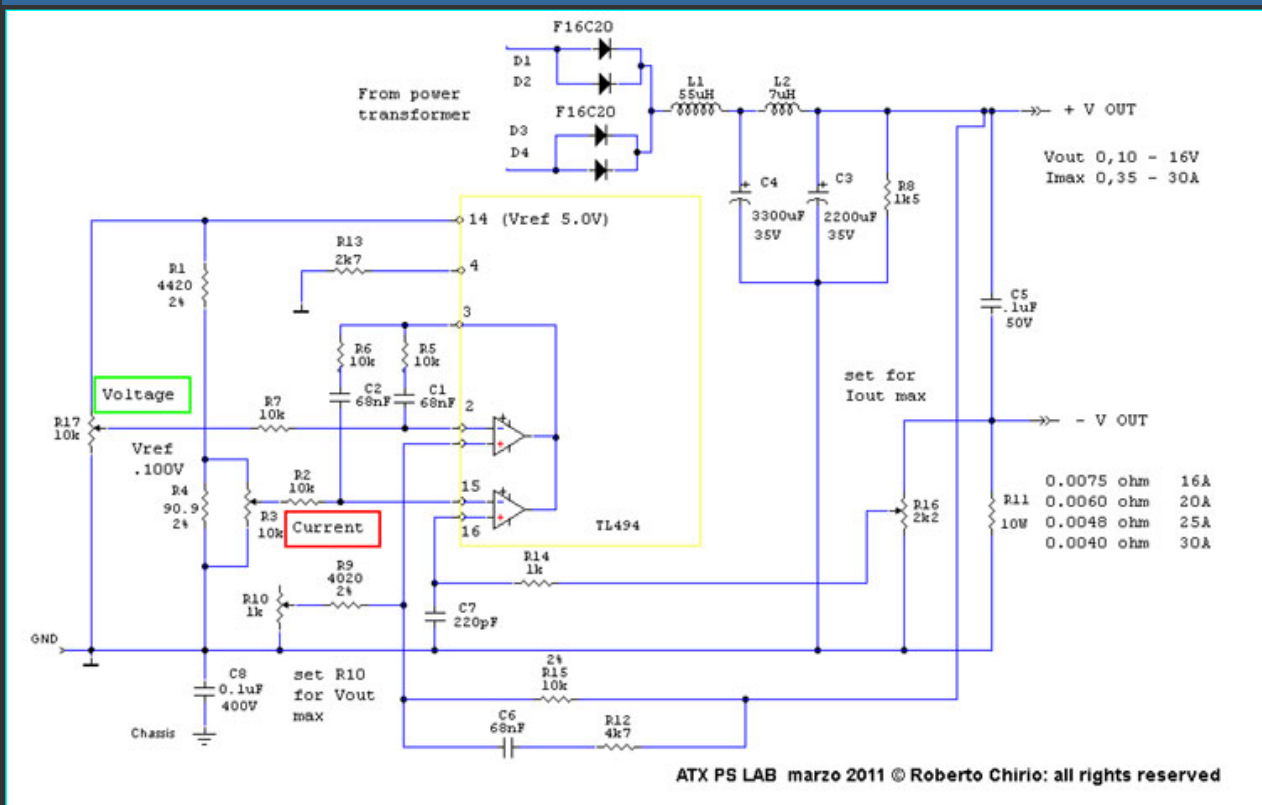 F16C20
D1
D2
From power
transformer
F16C20
D3
D4
L1
55uH
L2
7uH
+ V OUT
Vout 0,10 - 16V
Imax 0,35 - 30A
+
C4
3300uF
35V
+
C3
2200uF
35V
R8
1k5
14 (Vref 5.0V)
R13
2k7
4
R1
4420
2%
3
C5
.1uF
50V
R6
10k
R5
10k
C2
68nF
C1
68nF
set for
Iout max
Voltage
R17
10k
R7
10k
2
- V OUT
Vref
.100V
R4
90.9
2%
R2
10k
15
R3
10k
Current
16
TL494
R16
2k2
R11
10W
0.0075 ohm 16A
0.0060 ohm 20A
0.0048 ohm 25A
0.0040 ohm 30A
R14
1k
R9
4020
2%
R10
1k
C7
220pF
GND
C8
0.1uF
400V
set R10
for Vout
max
2%
R15
10k
C6
68nF
R12
4k7
Chassis
ATX PS LAB marzo 2011 © Roberto Chirio: all rights reserved